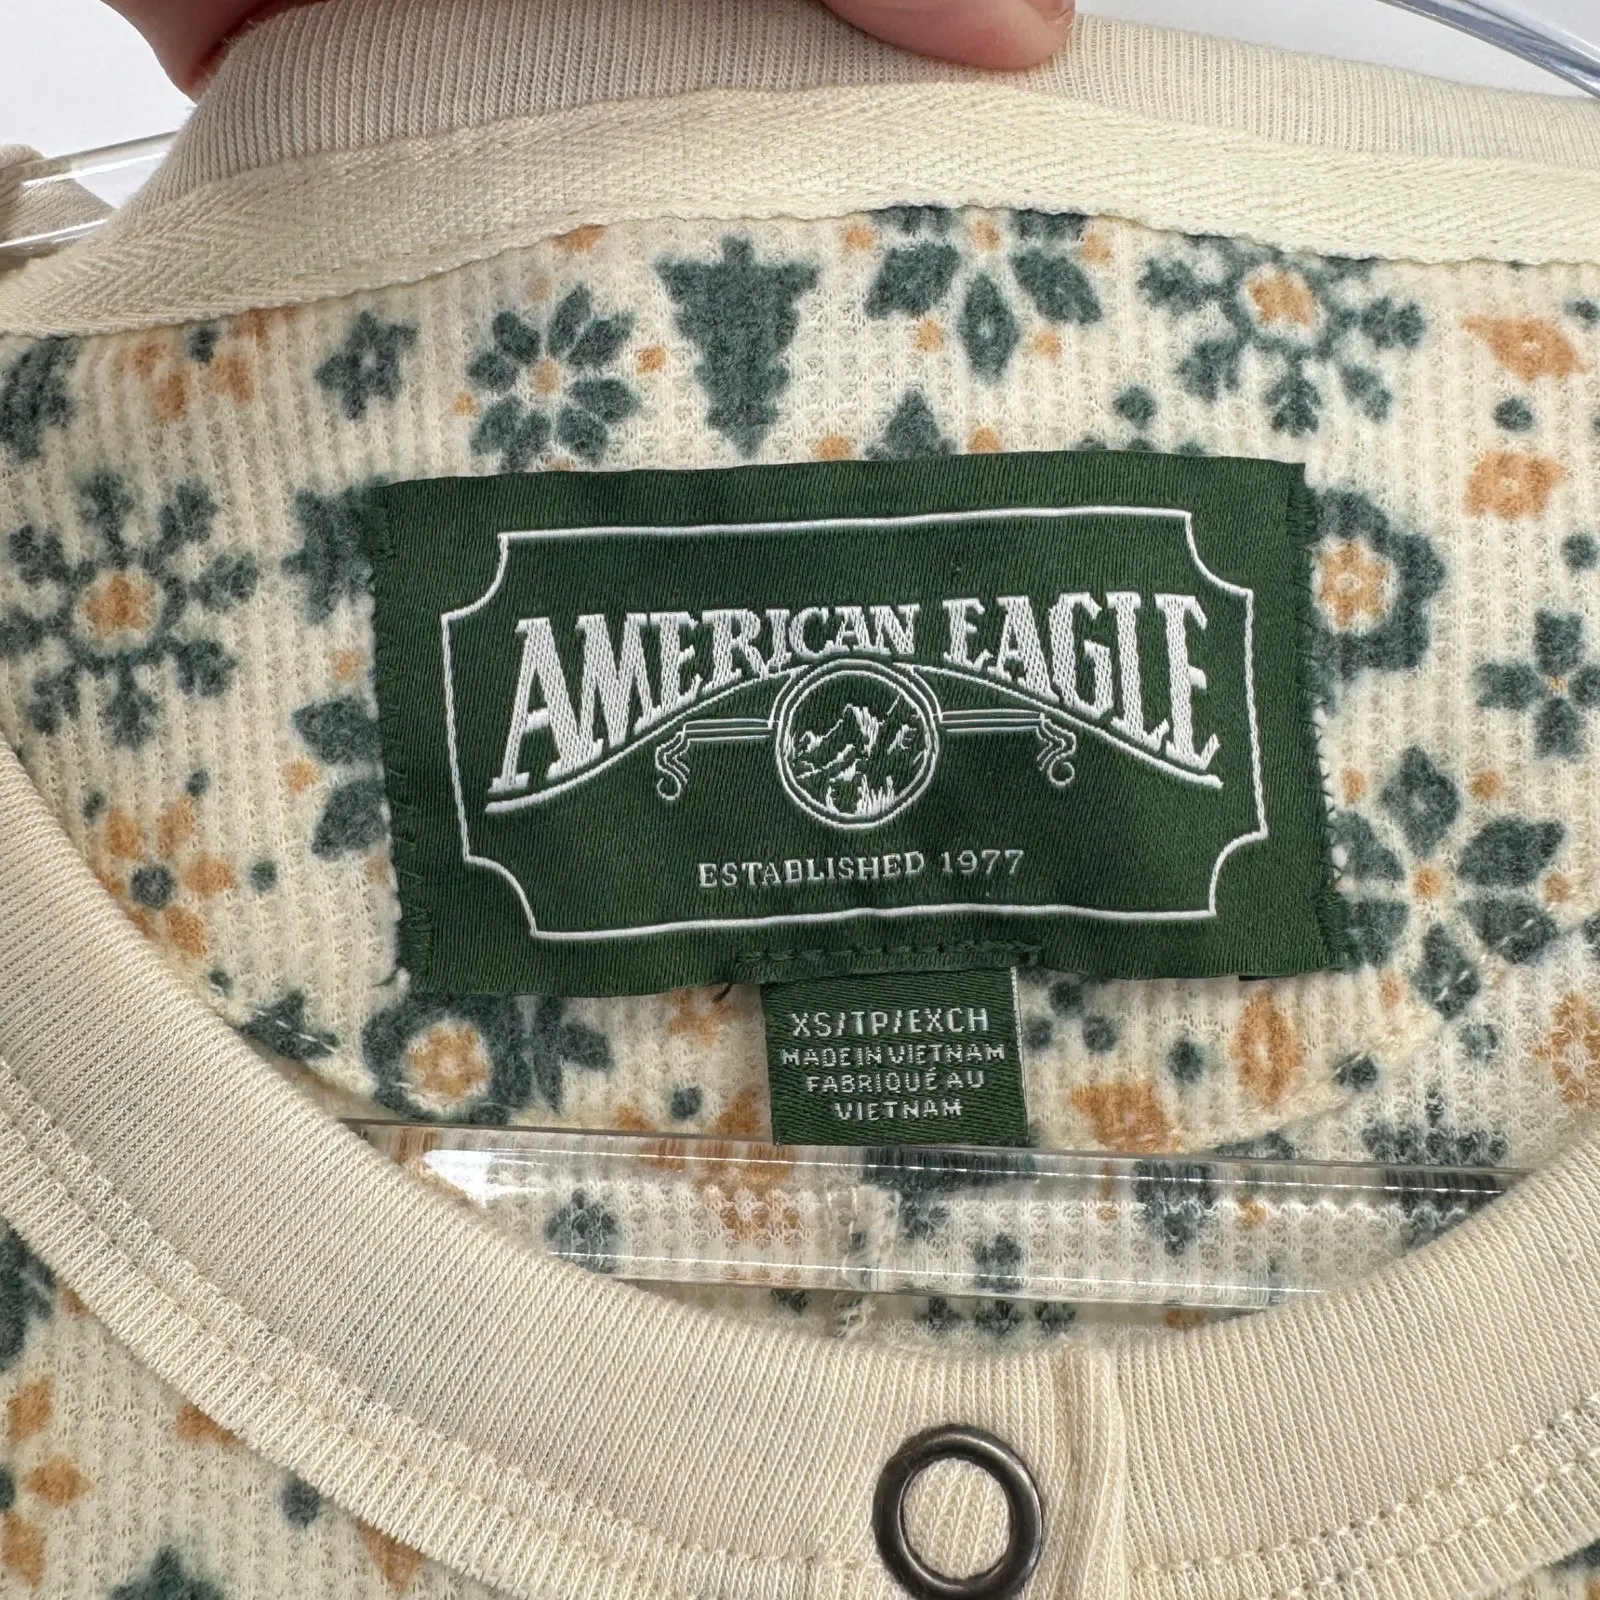 AMERICAN EAGLE
ESTABLISHED 1977
XS/TP/EXCH
MADE IN VIETNAM
FABRIQUÉ AU
VIETNAM